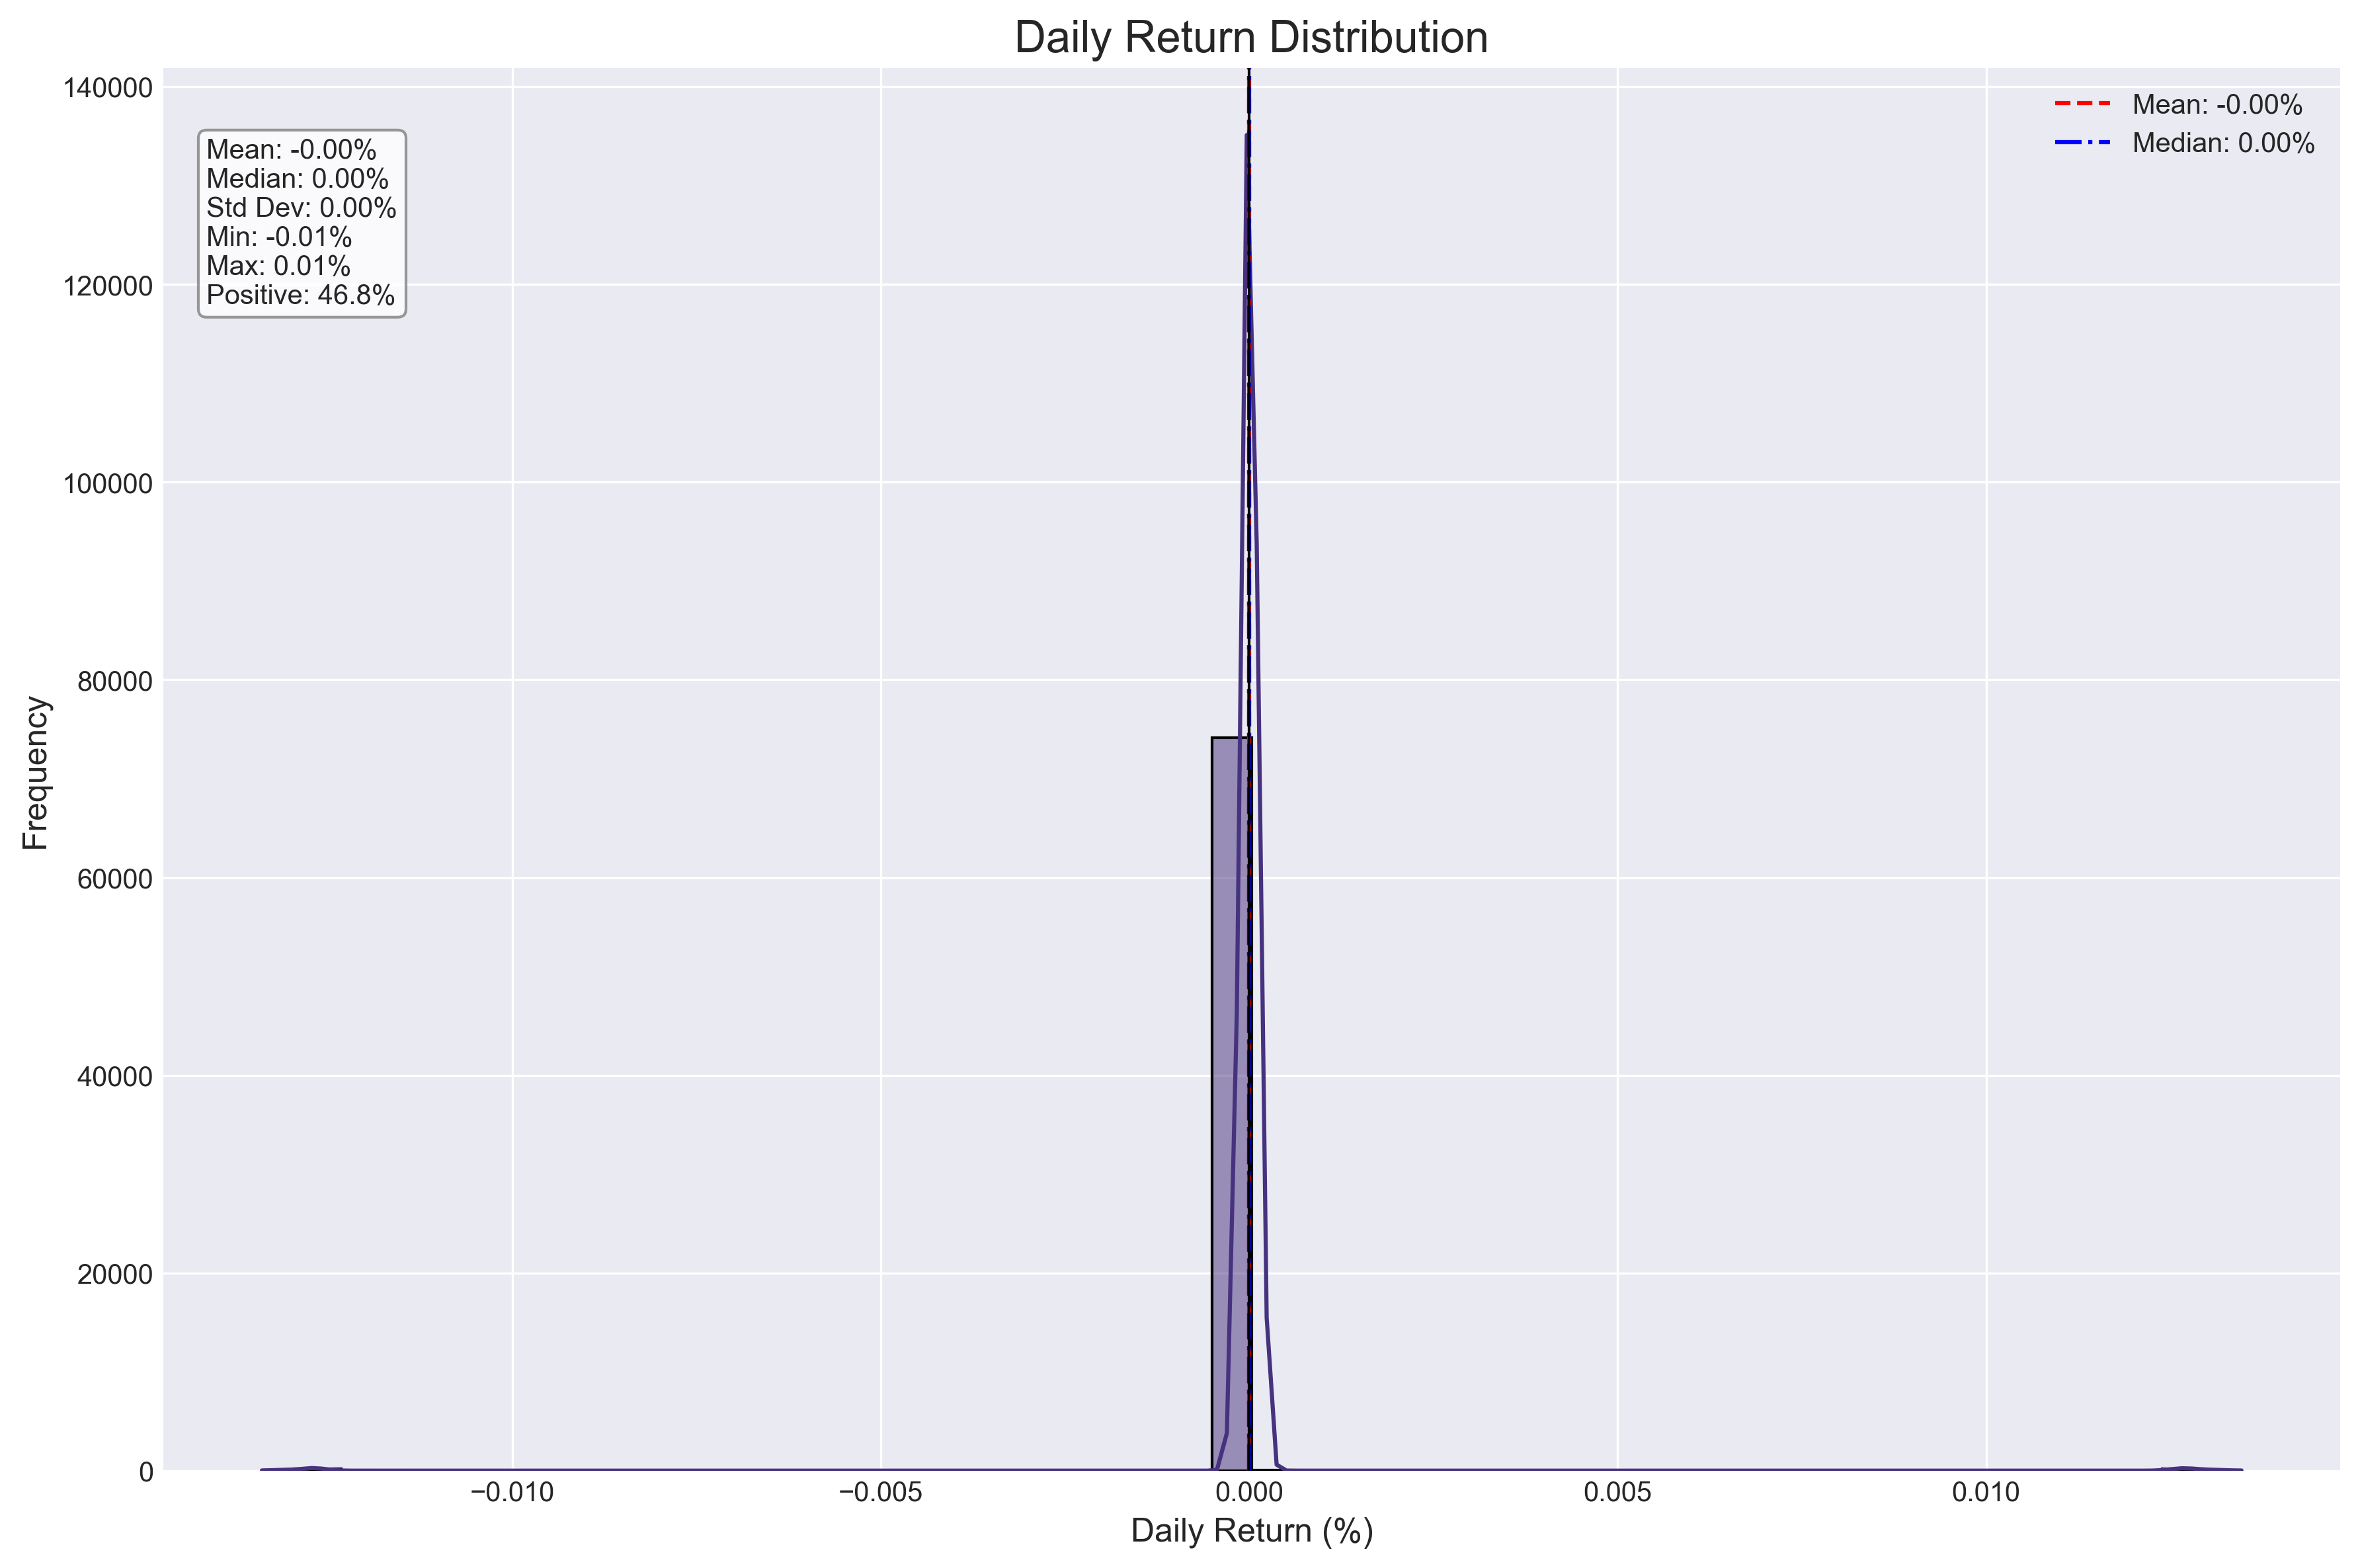 Daily Return Distribution
140000
120000
100000
80000
60000
40000
20000
0
Frequency
Mean: -0.00%
Median: 0.00%
Std Dev: 0.00%
Min: -0.01%
Max: 0.01%
Positive: 46.8%
Mean: -0.00%
Median: 0.00%
−0.010
−0.005
0.000
0.005
0.010
Daily Return (%)